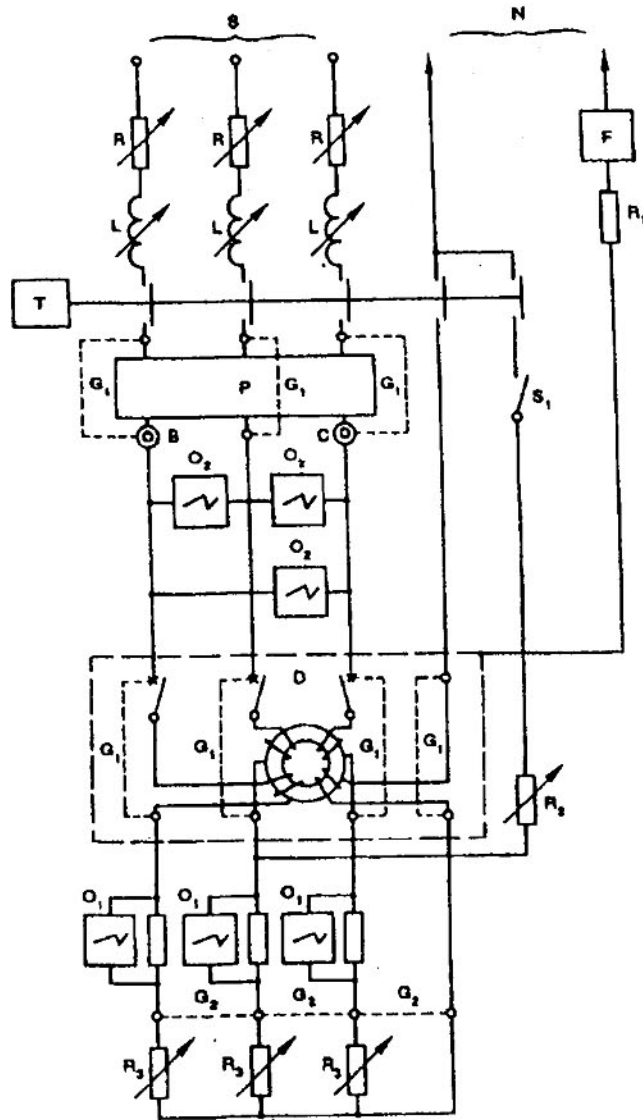 S N
F
R R R R₁
L L L
T
G₁ P G₁ G₁ S₁
B C
O₂ O₂
O₂
D
G₁ G₁ G₁ G₁
R₂
O₁ O₁ O₁
G₂ G₂ G₂
R₃ R₃ R₃